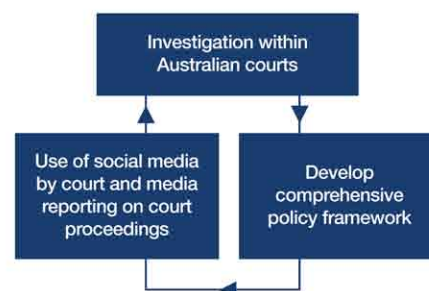 Investigation within
Australian courts
Use of social media
by court and media
reporting on court
proceedings
Develop
comprehensive
policy framework